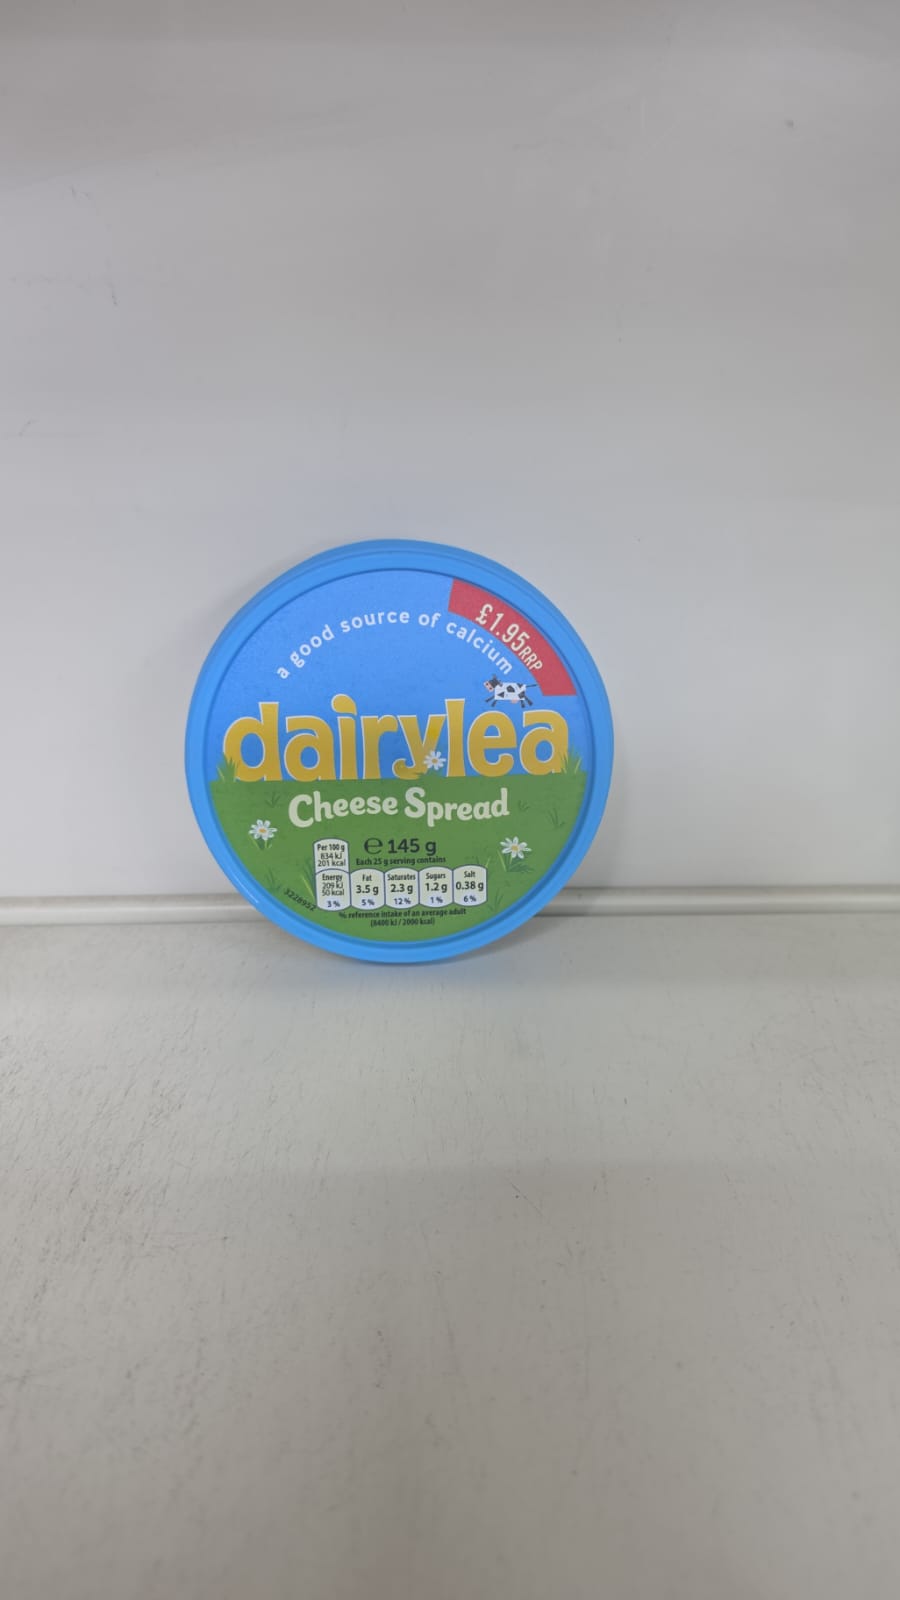 £1.95RRP
a good source of calcium
dairylea
Cheese Spread
Per 100 g
834 kJ
201 kcal
℮ 145 g
Each 25 g serving contains
Energy
209 kJ
50 kcal
3%
Fat
3.5 g
5%
Saturates
2.3 g
12%
Sugars
1.2 g
1%
Salt
0.38 g
6%
% reference intake of an average adult
(8400 kJ / 2000 kcal)
3228952